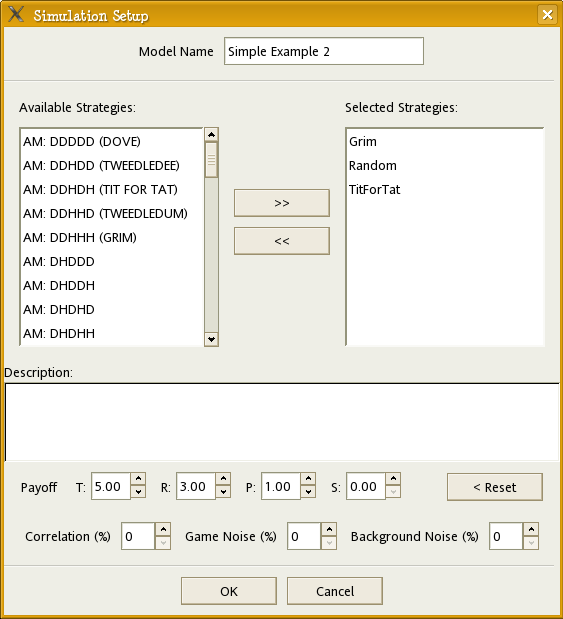 Simulation Setup
Model Name Simple Example 2
Available Strategies:
AM: DDDDD (DOVE)
AM: DDHDD (TWEEDLEDEE)
AM: DDHDH (TIT FOR TAT)
AM: DDHHD (TWEEDLEDUM)
AM: DDHHH (GRIM)
AM: DHDDD
AM: DHDDH
AM: DHDHD
AM: DHDHH
>>
<<
Selected Strategies:
Grim
Random
TitForTat
Description:
Payoff T: 5.00 R: 3.00 P: 1.00 S: 0.00 < Reset
Correlation (%) 0 Game Noise (%) 0 Background Noise (%) 0
OK Cancel